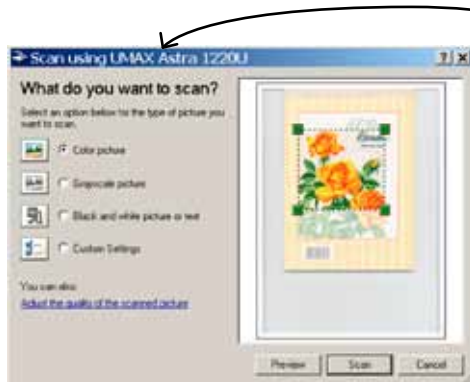 Scan using UMAX Astra 1220U
What do you want to scan?
Select an option below for the type of picture you
want to scan.
Color picture
Grayscale picture
Black and white picture or text
Custom Settings
You can also:
Adjust the quality of the scanned picture
Preview
Scan
Cancel